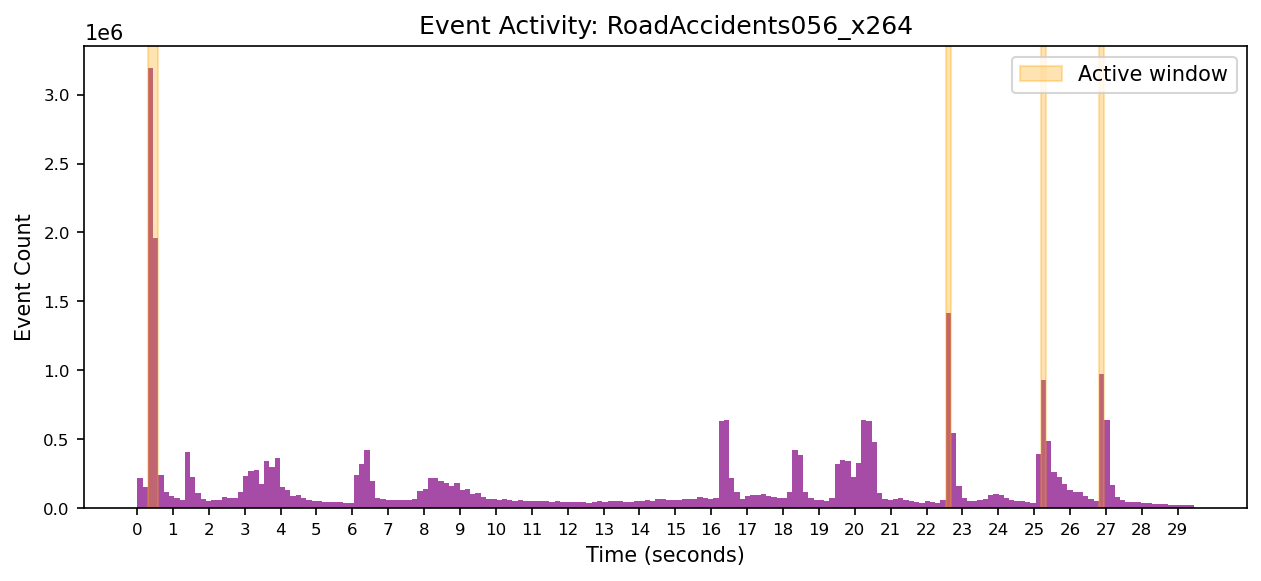 Event Activity: RoadAccidents056_x264
1e6
Active window
3.0
2.5
2.0
1.5
1.0
0.5
0.0
Event Count
0 1 2 3 4 5 6 7 8 9 10 11 12 13 14 15 16 17 18 19 20 21 22 23 24 25 26 27 28 29
Time (seconds)